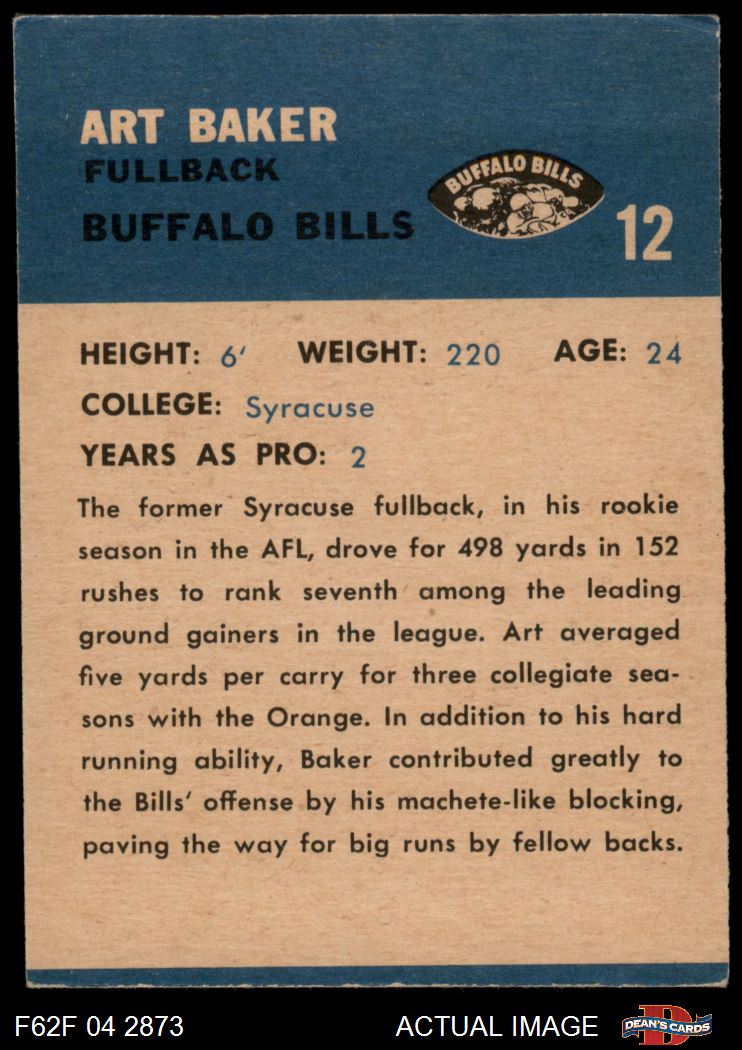 ART BAKER
FULLBACK
BUFFALO BILLS
BUFFALO BILLS
12
HEIGHT: 6' WEIGHT: 220 AGE: 24
COLLEGE: Syracuse
YEARS AS PRO: 2
The former Syracuse fullback, in his rookie
season in the AFL, drove for 498 yards in 152
rushes to rank seventh among the leading
ground gainers in the league. Art averaged
five yards per carry for three collegiate sea-
sons with the Orange. In addition to his hard
running ability, Baker contributed greatly to
the Bills' offense by his machete-like blocking,
paving the way for big runs by fellow backs.
F62F 04 2873 ACTUAL IMAGE D DEAN'S CARDS